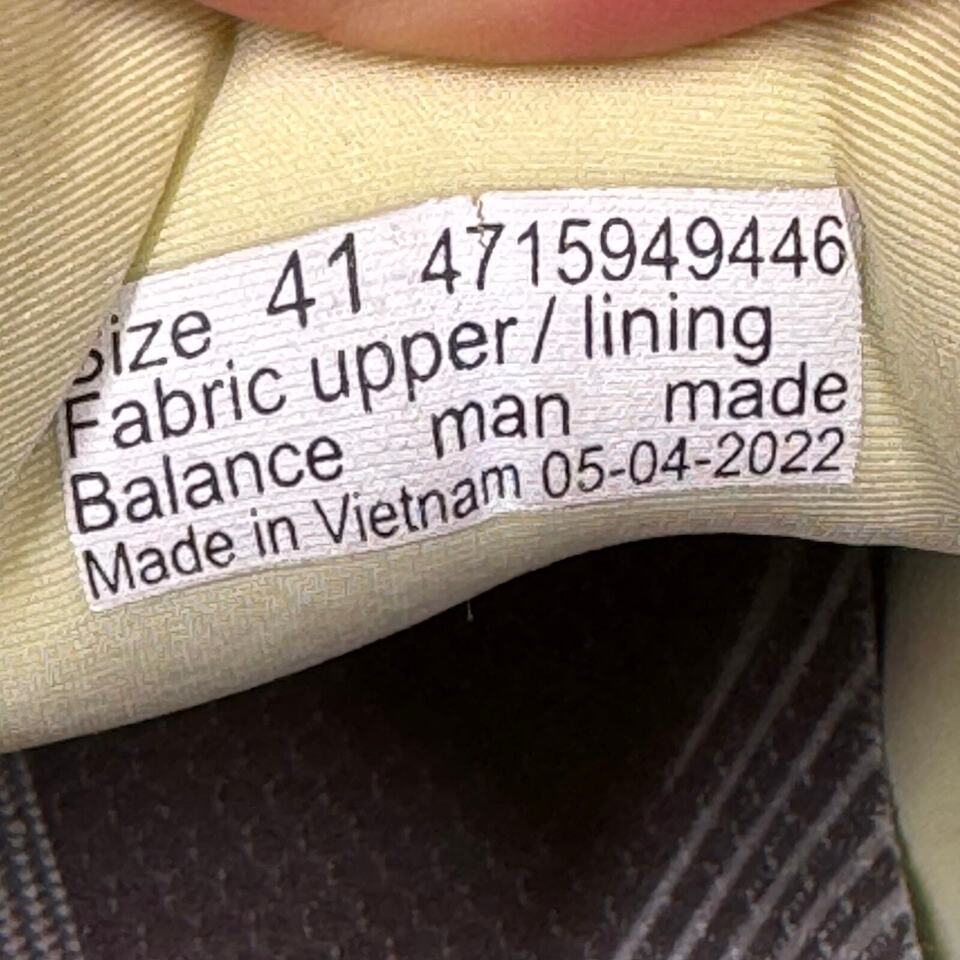 Size 41 4715949446
Fabric upper/ lining
Balance man made
Made in Vietnam 05-04-2022